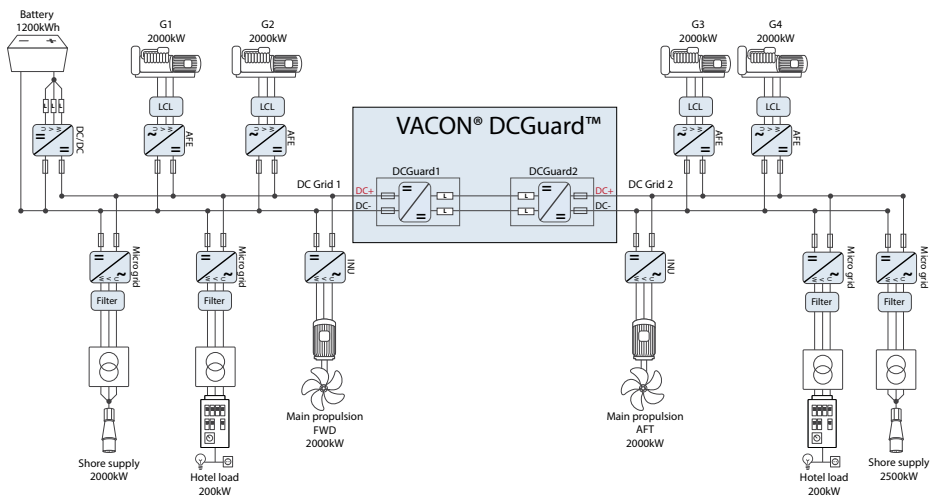 Battery
1200kWh
G1
2000kW
G2
2000kW
G3
2000kW
G4
2000kW
LCL
LCL
LCL
LCL
L
L
L
U
V
W
DC/DC
U
V
W
AFE
U
V
W
AFE
U
V
W
AFE
U
V
W
AFE
VACON® DCGuard™
DCGuard1
DCGuard2
DC Grid 1
DC+
DC-
L
L
L
L
DC+
DC-
DC Grid 2
W
V
U
Micro grid
W
V
U
Micro grid
W
V
U
INU
W
V
U
INU
W
V
U
Micro grid
W
V
U
Micro grid
Filter
Filter
Filter
Filter
Main propulsion
FWD
2000kW
Main propulsion
AFT
2000kW
Shore supply
2000kW
Hotel load
200kW
Hotel load
200kW
Shore supply
2500kW